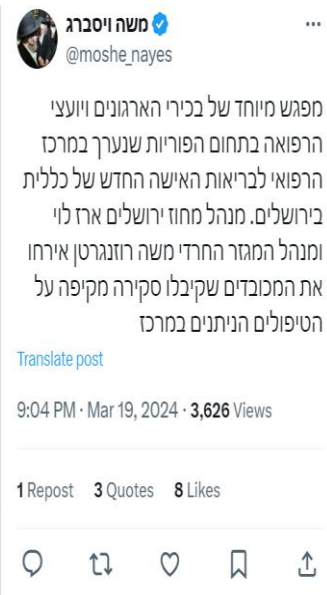 משה ויסברג
@moshe_nayes
מפגש מיוחד של בכירי הארגונים ויועצי
הרפואה בתחום הפוריות שנערך במרכז
הרפואי לבריאות האישה החדש של כללית
בירושלים. מנהל מחוז ירושלים ארז לוי
ומנהל המגזר החרדי משה רוזנגרטן אירחו
את המכובדים שקיבלו סקירה מקיפה על
הטיפולים הניתנים במרכז
Translate post
9:04 PM · Mar 19, 2024 · 3,626 Views
1 Repost 3 Quotes 8 Likes